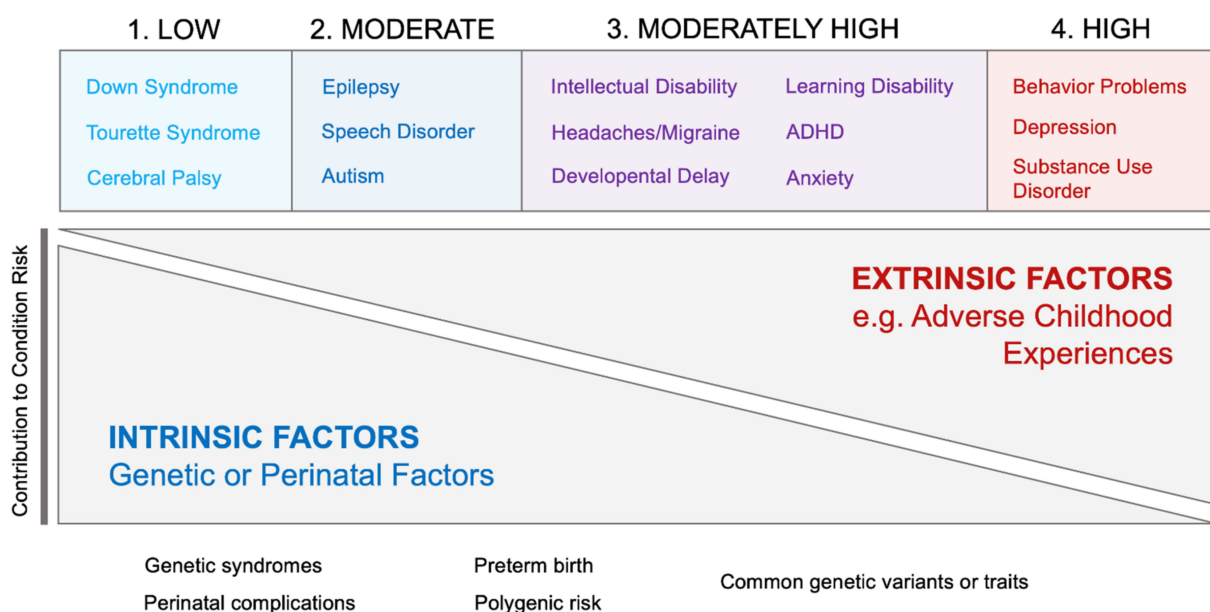 1. LOW
2. MODERATE
3. MODERATELY HIGH
4. HIGH
Down Syndrome
Tourette Syndrome
Cerebral Palsy
Epilepsy
Speech Disorder
Autism
Intellectual Disability
Headaches/Migraine
Developental Delay
Learning Disability
ADHD
Anxiety
Behavior Problems
Depression
Substance Use
Disorder
Contribution to Condition Risk
EXTRINSIC FACTORS
e.g. Adverse Childhood
Experiences
INTRINSIC FACTORS
Genetic or Perinatal Factors
Genetic syndromes
Perinatal complications
Preterm birth
Polygenic risk
Common genetic variants or traits